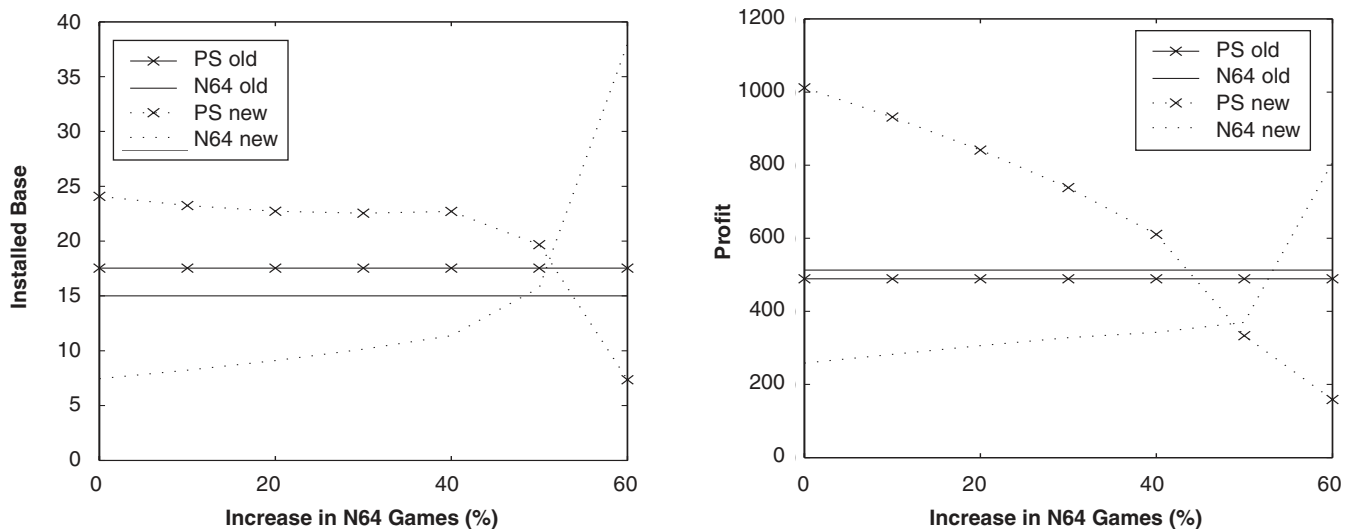 40
35
30
25
20
15
10
5
0
Installed Base
PS old
N64 old
PS new
N64 new
0 20 40 60
Increase in N64 Games (%)
1200
1000
800
600
400
200
0
Profit
PS old
N64 old
PS new
N64 new
0 20 40 60
Increase in N64 Games (%)